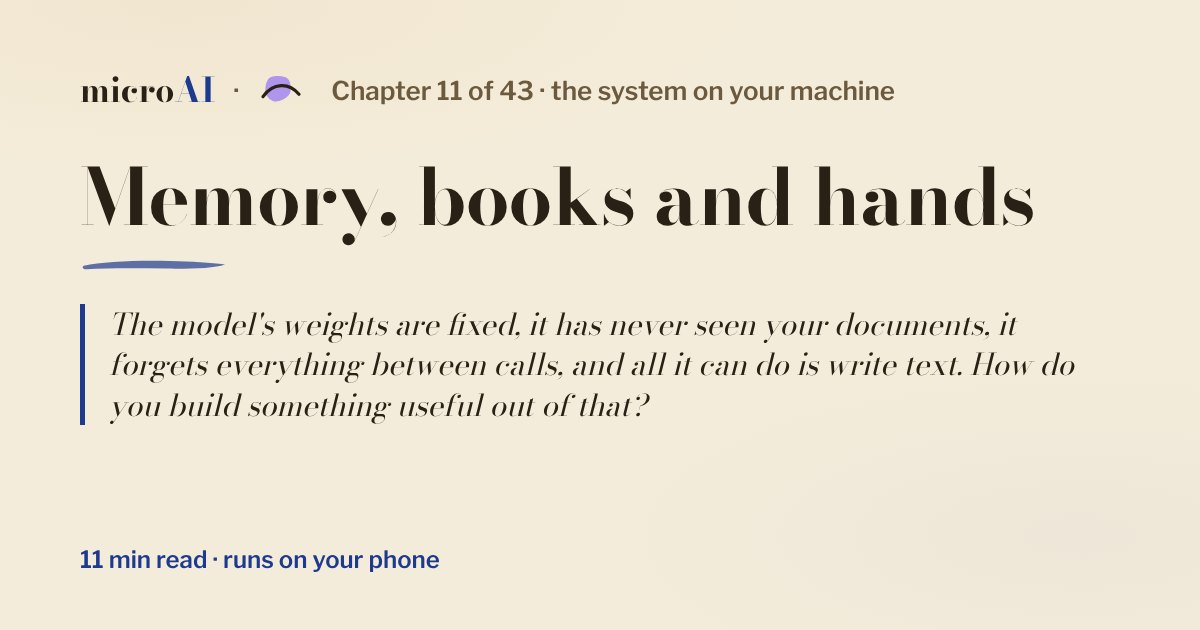 microAI · Chapter 11 of 43 · the system on your machine
Memory, books and hands
The model's weights are fixed, it has never seen your documents, it
forgets everything between calls, and all it can do is write text. How do
you build something useful out of that?
11 min read · runs on your phone